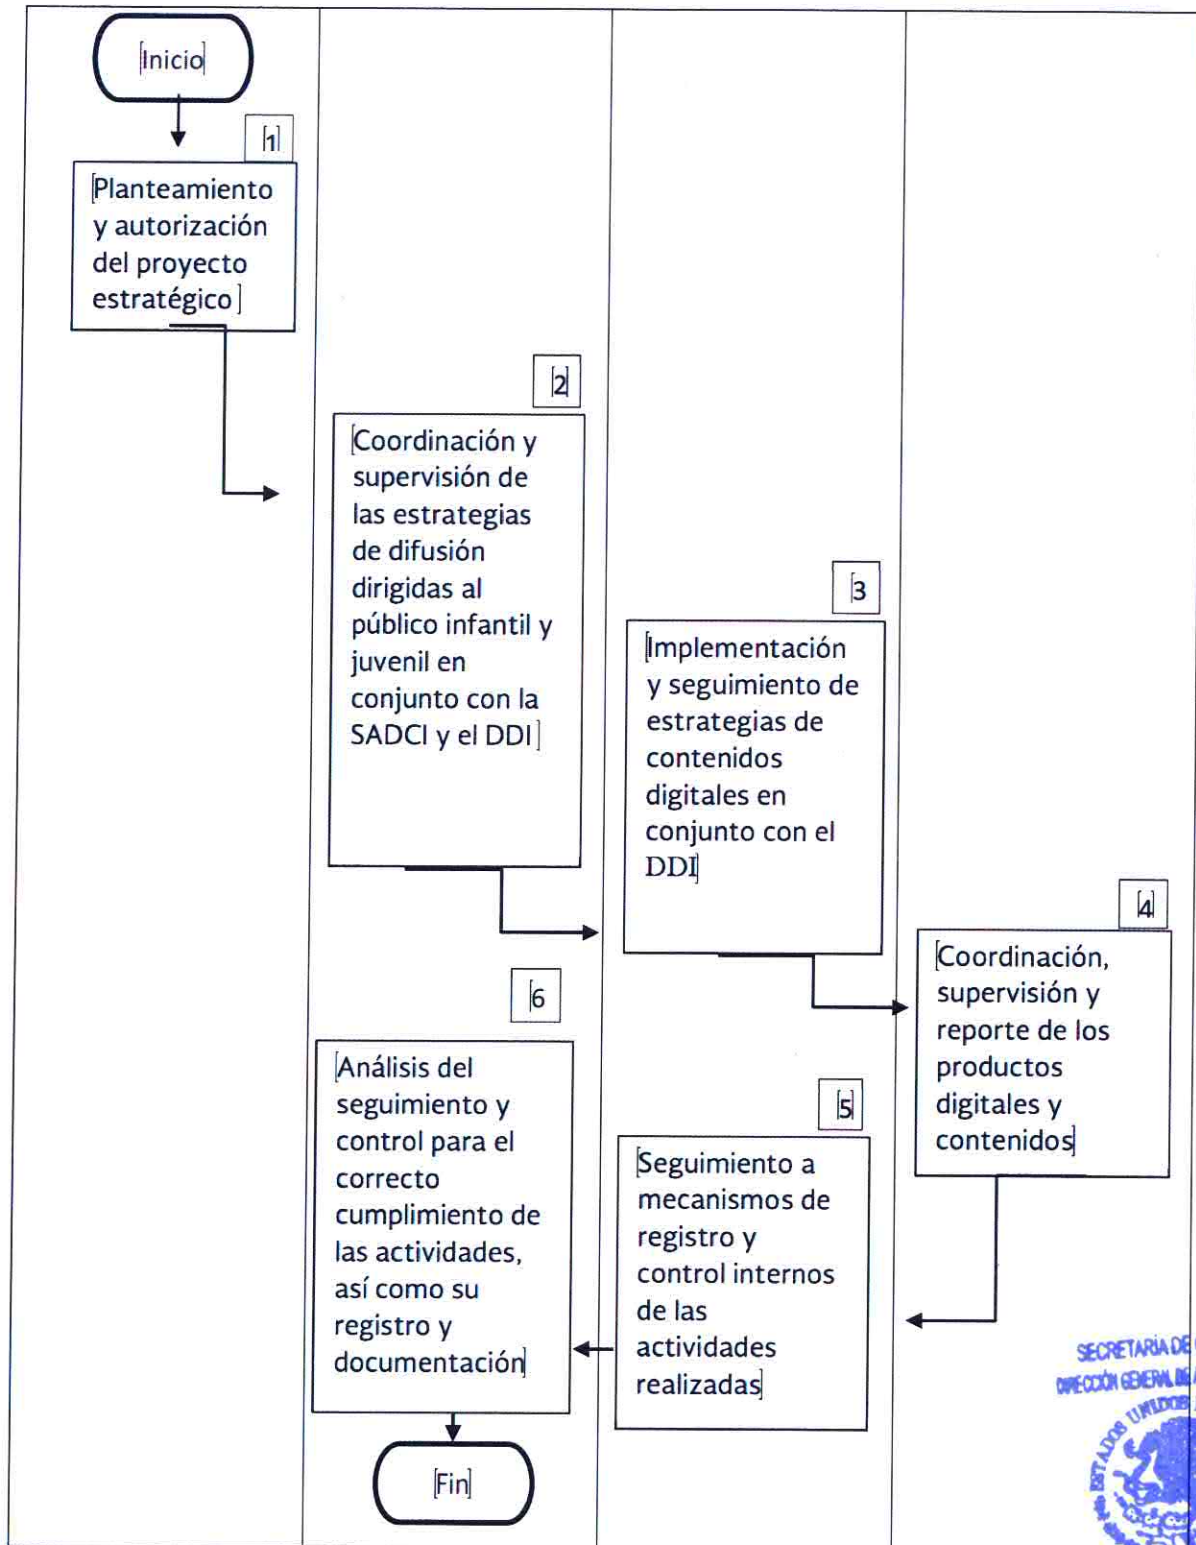 Inicio
1
Planteamiento
y autorización
del proyecto
estratégico
2
Coordinación y
supervisión de
las estrategias
de difusión
dirigidas al
público infantil y
juvenil en
conjunto con la
SADCI y el DDI
3
Implementación
y seguimiento de
estrategias de
contenidos
digitales en
conjunto con el
DDI
4
Coordinación,
supervisión y
reporte de los
productos
digitales y
contenidos
5
Seguimiento a
mecanismos de
registro y
control internos
de las
actividades
realizadas
6
Análisis del
seguimiento y
control para el
correcto
cumplimiento de
las actividades,
así como su
registro y
documentación
Fin
SECRETARÍA DE
DIRECCIÓN GENERAL DE
ESTADOS UNIDOS